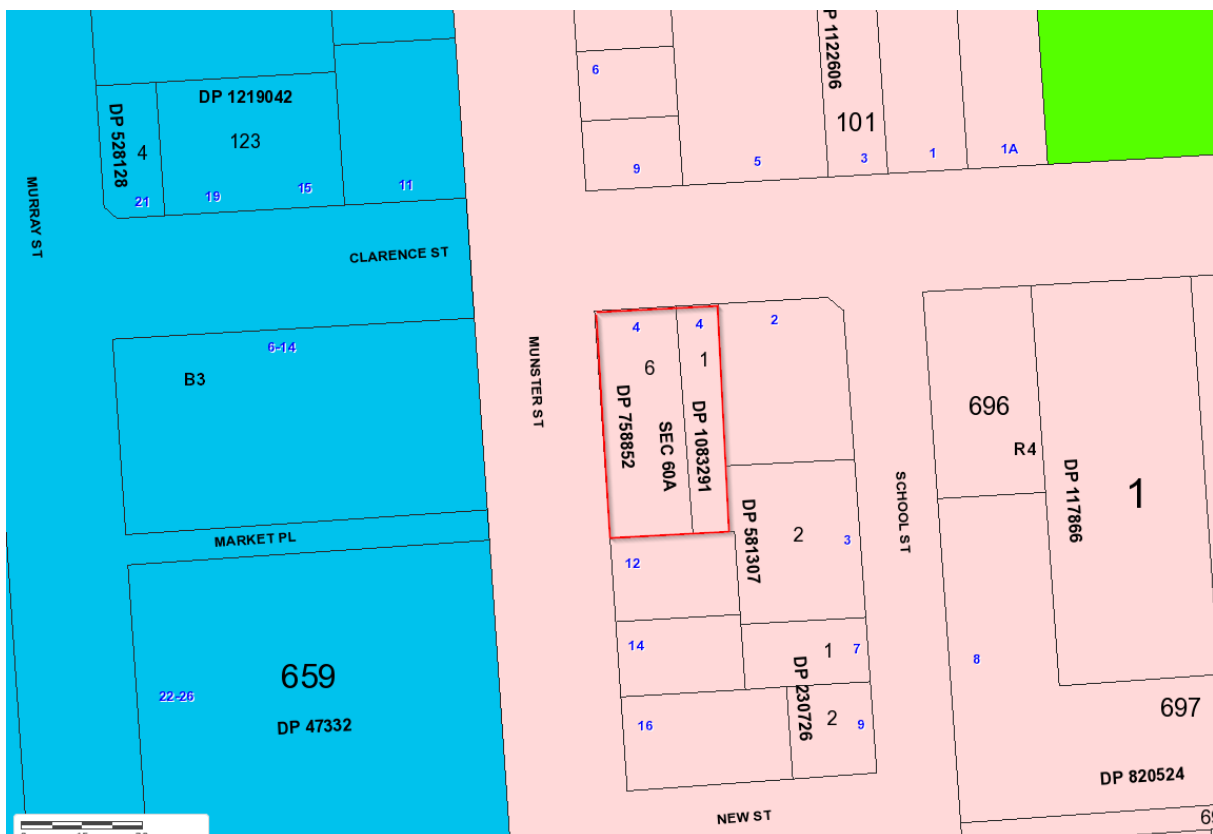 P 1122606
6
DP 1219042
DP 528128
4
123
101
9
5
3
1
1A
21
19
15
11
MURRAY ST
CLARENCE ST
6-14
B3
MUNSTER ST
4
4
2
6
1
DP 758852
SEC 60A
DP 1083291
696
R4
DP 117866
1
SCHOOL ST
MARKET PL
DP 581307
2
3
12
14
1
7
8
659
22-26
DP 47332
DP 230726
2
9
16
697
DP 820524
NEW ST